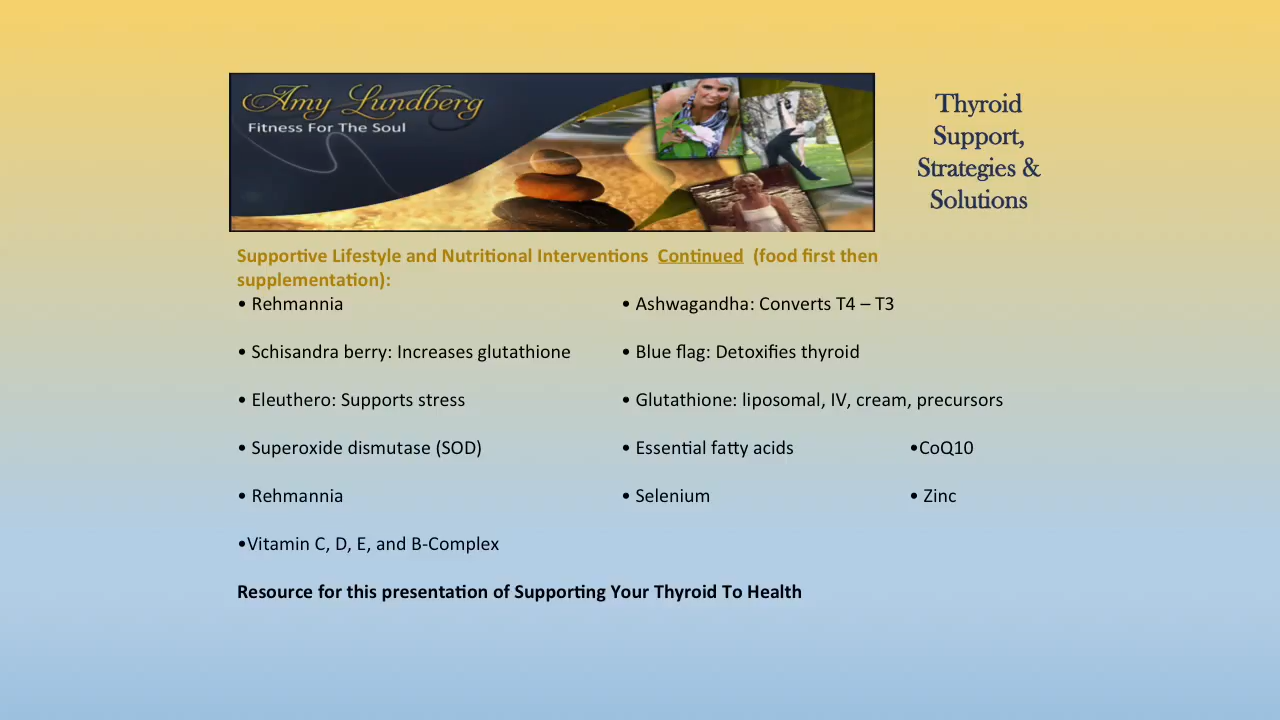 Amy Lundberg
Fitness For The Soul
Thyroid
Support,
Strategies &
Solutions
Supportive Lifestyle and Nutritional Interventions Continued (food first then
supplementation):
• Rehmannia • Ashwagandha: Converts T4 – T3
• Schisandra berry: Increases glutathione • Blue flag: Detoxifies thyroid
• Eleuthero: Supports stress • Glutathione: liposomal, IV, cream, precursors
• Superoxide dismutase (SOD) • Essential fatty acids •CoQ10
• Rehmannia • Selenium • Zinc
•Vitamin C, D, E, and B-Complex
Resource for this presentation of Supporting Your Thyroid To Health